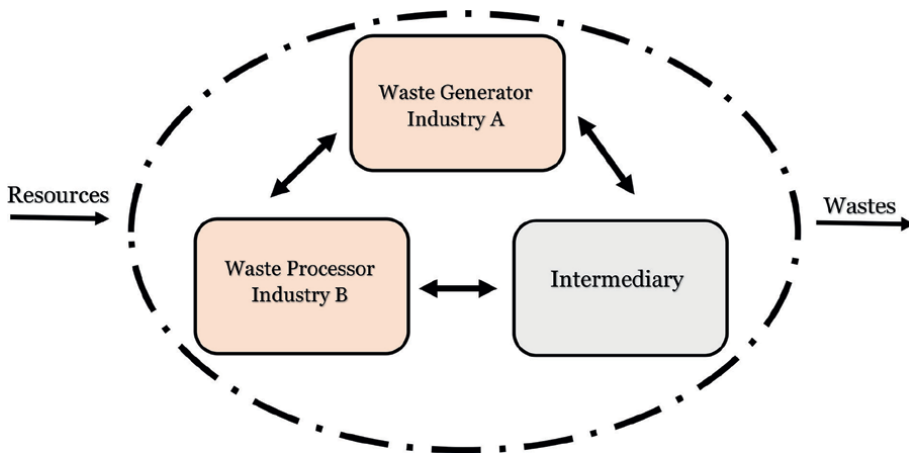 Waste Generator
Industry A
Resources
Wastes
Waste Processor
Industry B
Intermediary